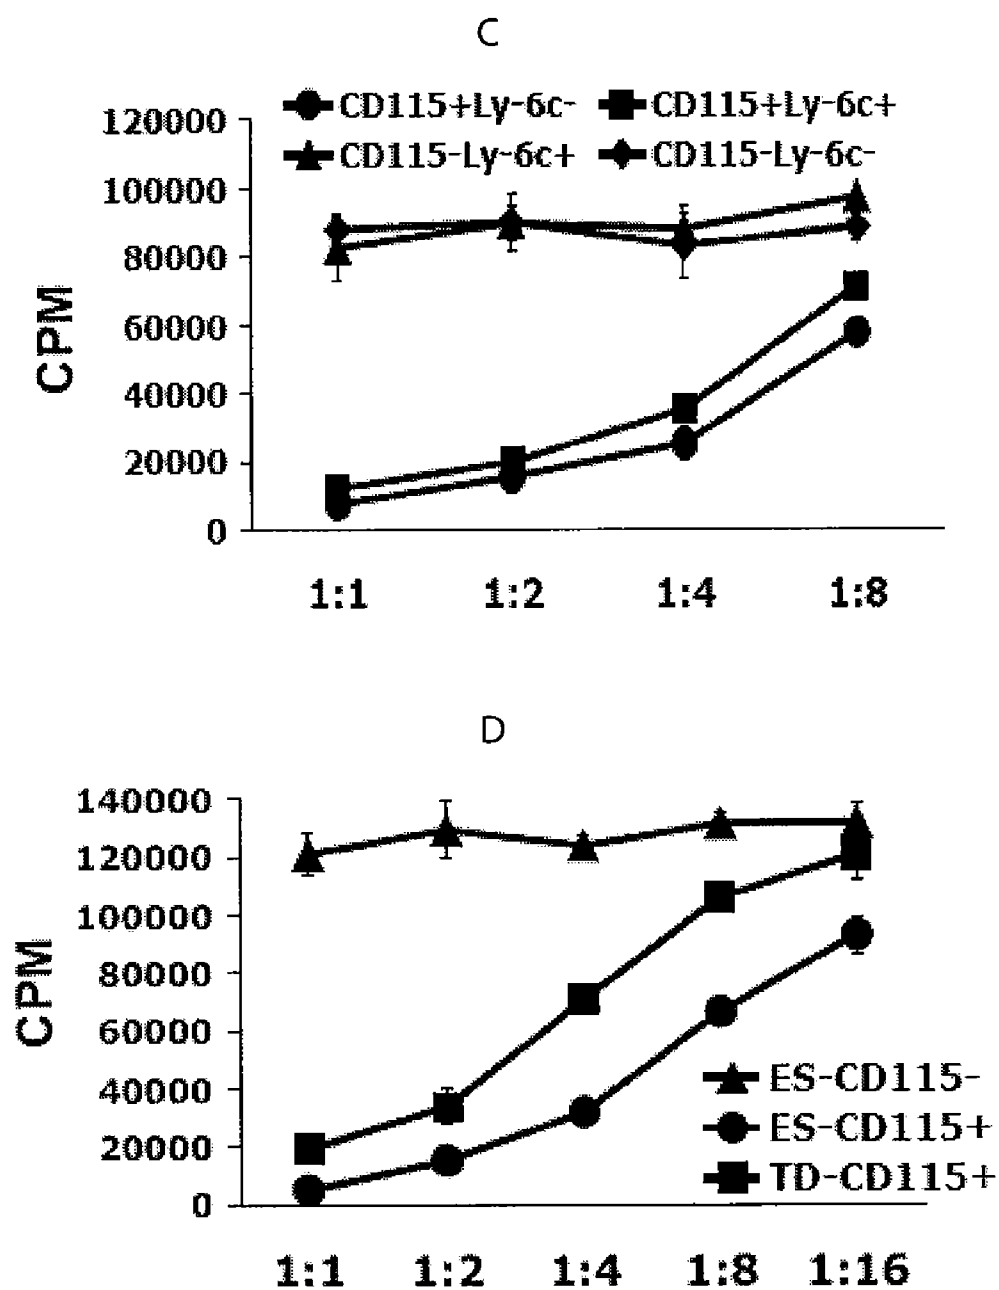 C
CD115+Ly-6c- CD115+Ly-6c+
CD115-Ly-6c+ CD115-Ly-6c-
120000
100000
80000
60000
40000
20000
0
CPM
1:1 1:2 1:4 1:8
D
140000
120000
100000
80000
60000
40000
20000
0
CPM
ES-CD115-
ES-CD115+
TD-CD115+
1:1 1:2 1:4 1:8 1:16